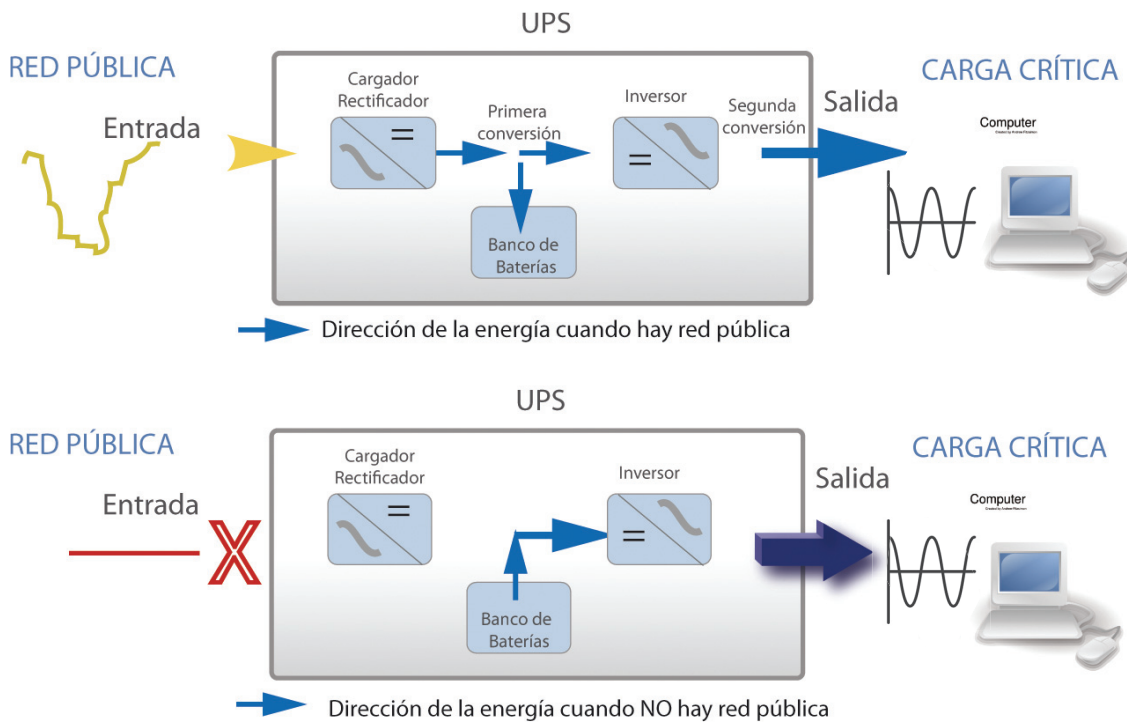 UPS
RED PÚBLICA
CARGA CRÍTICA
Entrada
Cargador
Rectificador
Primera
conversión
Inversor
Segunda
conversión
Salida
Computer
Banco de
Baterías
Dirección de la energía cuando hay red pública
UPS
RED PÚBLICA
CARGA CRÍTICA
Entrada
Cargador
Rectificador
Inversor
Salida
Computer
Banco de
Baterías
Dirección de la energía cuando NO hay red pública